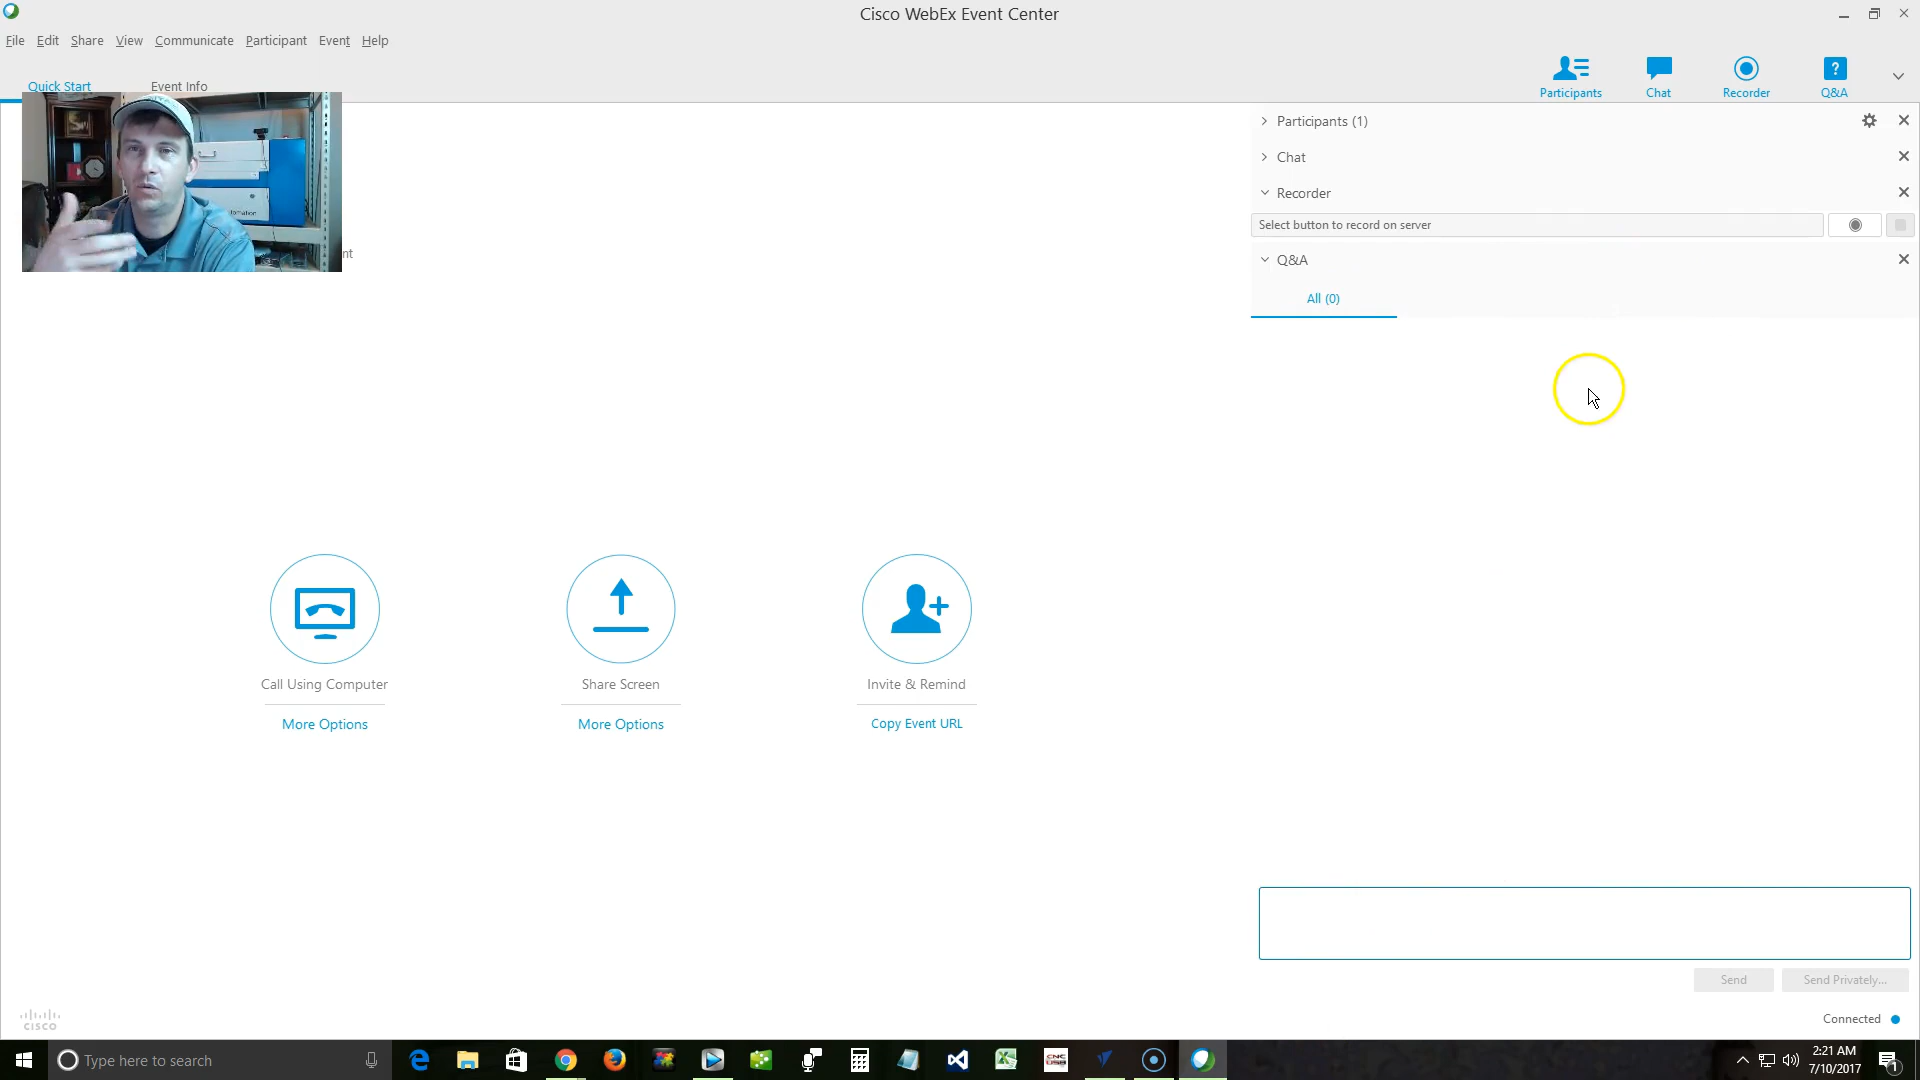 Cisco WebEx Event Center
File Edit Share View Communicate Participant Event Help
Quick Start Event Info
Participants Chat Recorder Q&A
Participants (1)
Chat
Recorder
Select button to record on server
Q&A
All (0)
nt
Call Using Computer Share Screen Invite & Remind
More Options More Options Copy Event URL
Send Send Privately...
Connected
CISCO
Type here to search
CNC
USB
2:21 AM
7/10/2017
1